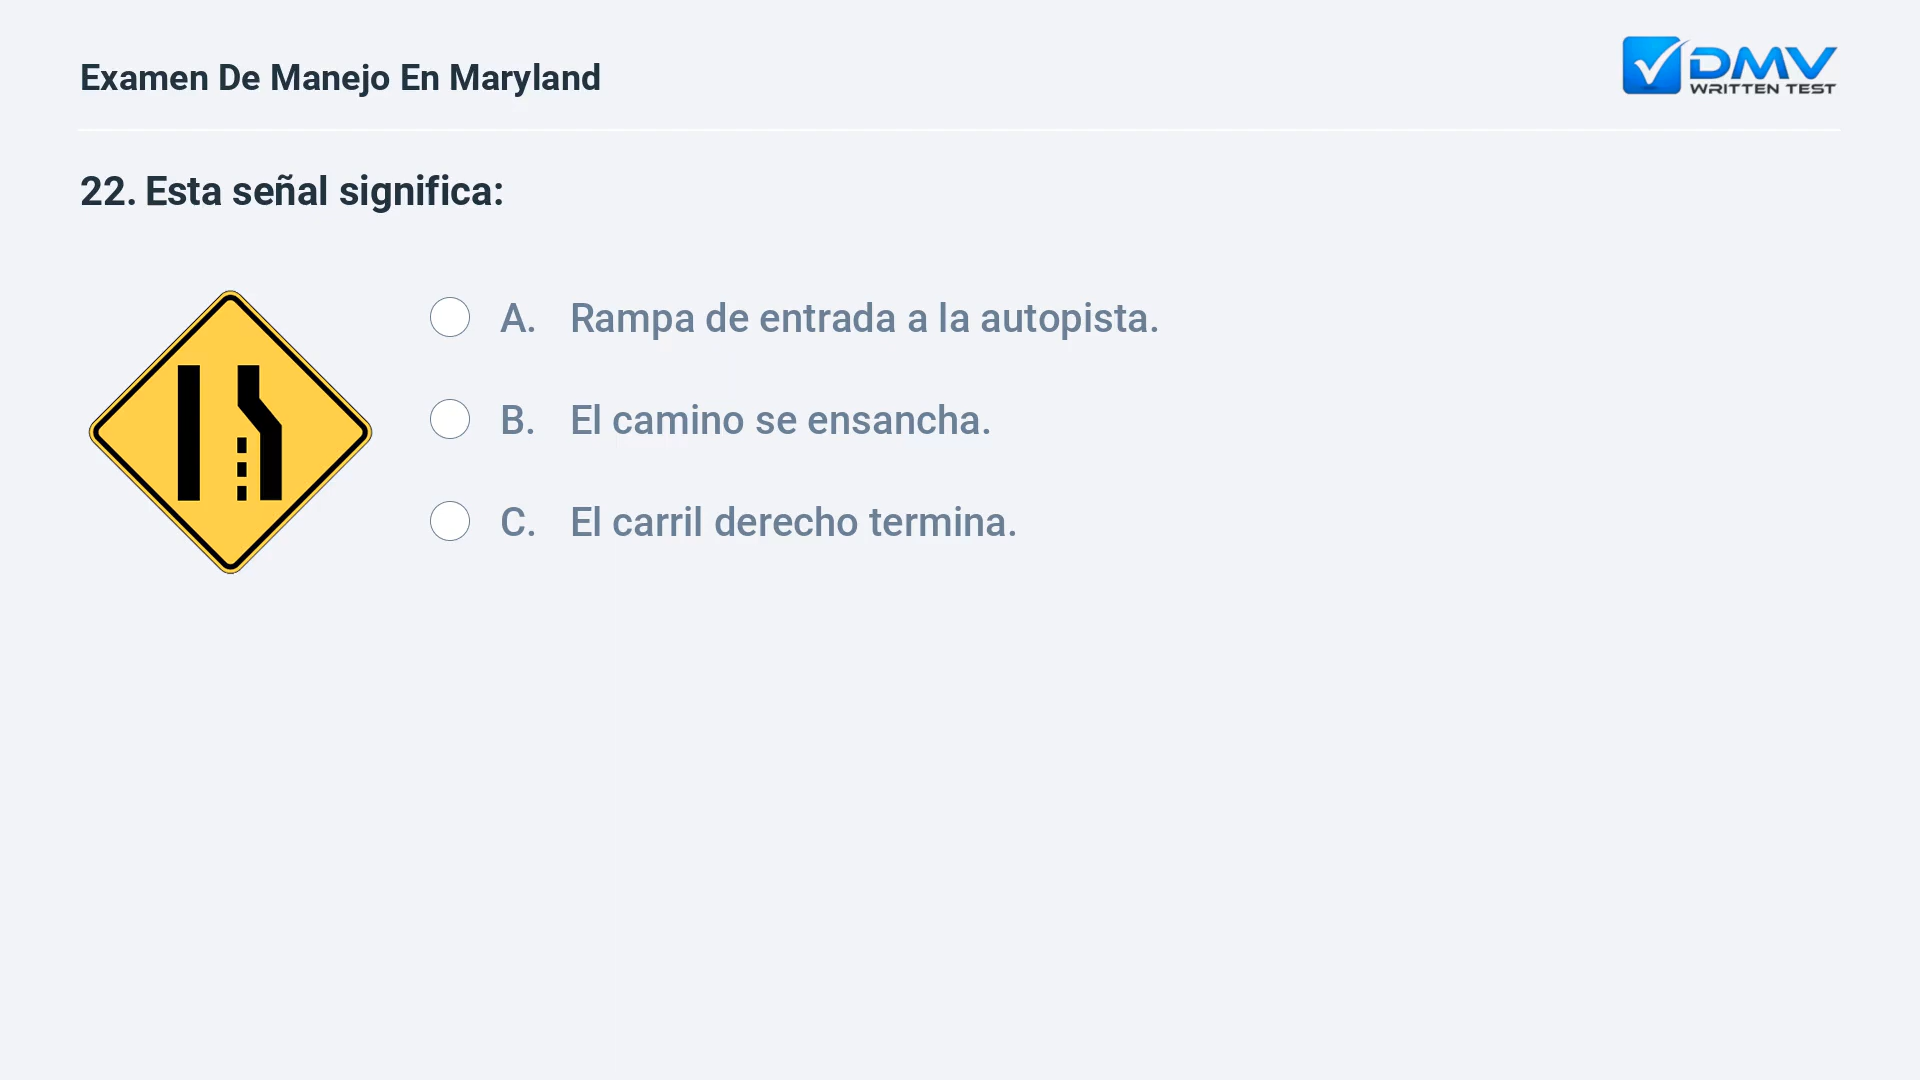 Examen De Manejo En Maryland
DMV
WRITTEN TEST
22. Esta señal significa:
A. Rampa de entrada a la autopista.
B. El camino se ensancha.
C. El carril derecho termina.